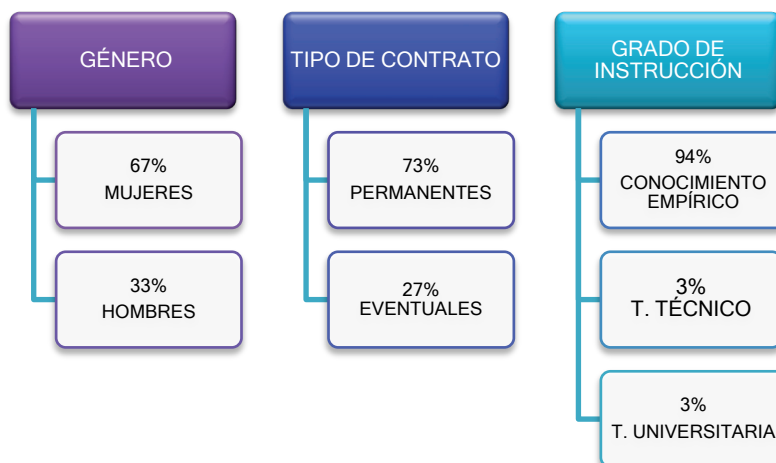 GÉNERO
67%
MUJERES
33%
HOMBRES
TIPO DE CONTRATO
73%
PERMANENTES
27%
EVENTUALES
GRADO DE
INSTRUCCIÓN
94%
CONOCIMIENTO
EMPÍRICO
3%
T. TÉCNICO
3%
T. UNIVERSITARIA